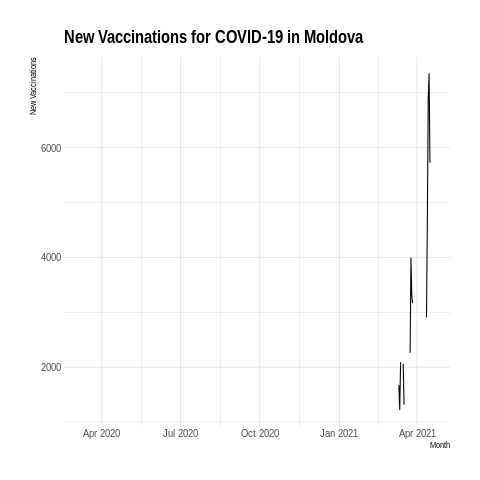 New Vaccinations for COVID-19 in Moldova
New Vaccinations
6000
4000
2000
Apr 2020 Jul 2020 Oct 2020 Jan 2021 Apr 2021
Month